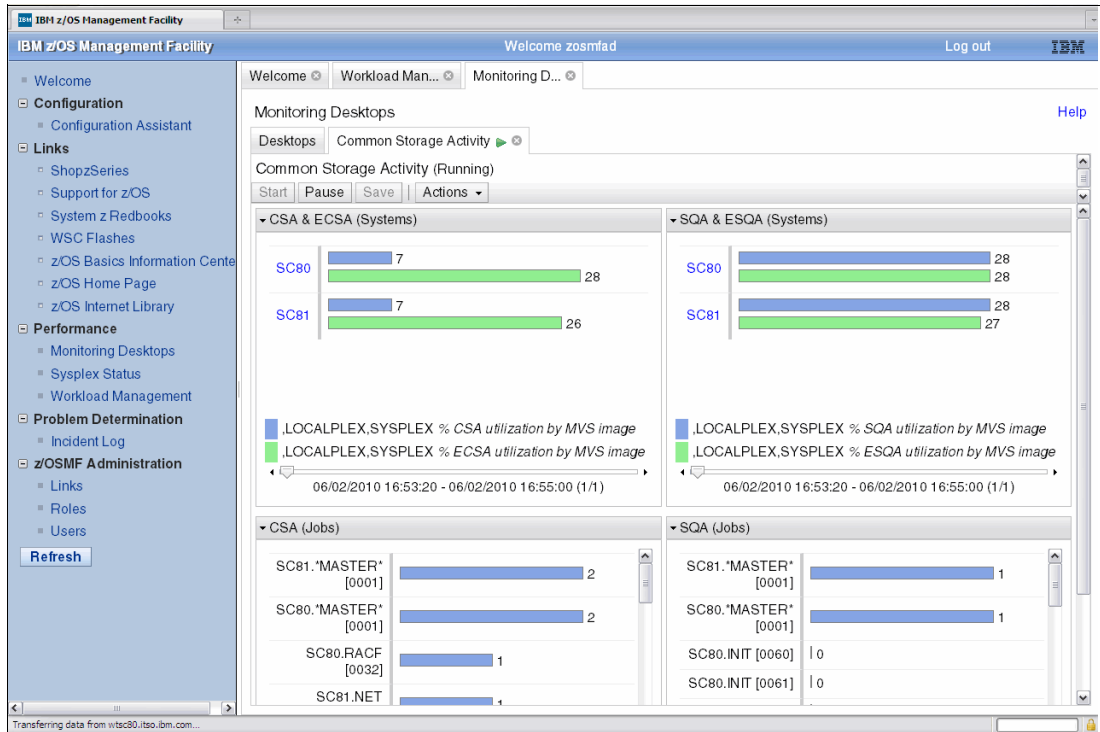 IBM z/OS Management Facility
IBM z/OS Management Facility Welcome zosmfad Log out IBM
Welcome
Configuration
Configuration Assistant
Links
ShopzSeries
Support for z/OS
System z Redbooks
WSC Flashes
z/OS Basics Information Cente
z/OS Home Page
z/OS Internet Library
Performance
Monitoring Desktops
Sysplex Status
Workload Management
Problem Determination
Incident Log
z/OSMF Administration
Links
Roles
Users
Refresh
Welcome Workload Man... Monitoring D...
Monitoring Desktops Help
Desktops Common Storage Activity
Common Storage Activity (Running)
Start Pause Save Actions
CSA & ECSA (Systems)
SC80 7
28
SC81 7
26
,LOCALPLEX,SYSPLEX % CSA utilization by MVS image
,LOCALPLEX,SYSPLEX % ECSA utilization by MVS image
06/02/2010 16:53:20 - 06/02/2010 16:55:00 (1/1)
SQA & ESQA (Systems)
SC80 28
28
SC81 28
27
,LOCALPLEX,SYSPLEX % SQA utilization by MVS image
,LOCALPLEX,SYSPLEX % ESQA utilization by MVS image
06/02/2010 16:53:20 - 06/02/2010 16:55:00 (1/1)
CSA (Jobs)
SC81.*MASTER*
[0001] 2
SC80.*MASTER*
[0001] 2
SC80.RACF
[0032] 1
SC81.NET 1
SQA (Jobs)
SC81.*MASTER*
[0001] 1
SC80.*MASTER*
[0001] 1
SC80.INIT [0060] 0
SC80.INIT [0061] 0
Transferring data from wtsc80.itso.ibm.com...